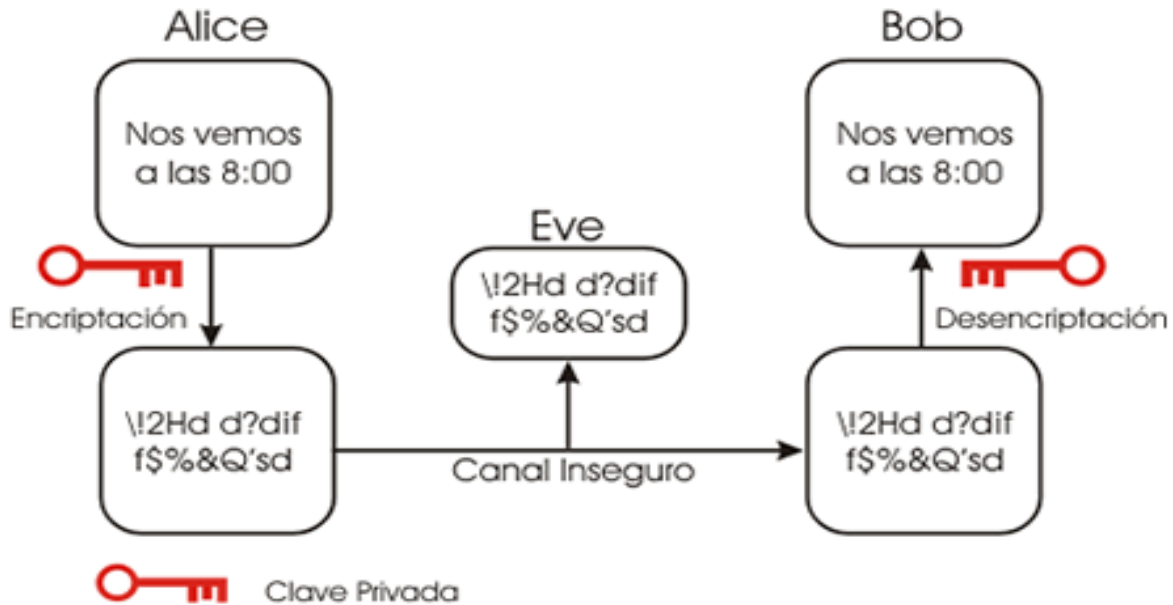 Alice
Bob
Nos vemos
a las 8:00
Nos vemos
a las 8:00
Eve
\!2Hd d?dif
f$%&Q'sd
Encriptación
Desencriptación
\!2Hd d?dif
f$%&Q'sd
\!2Hd d?dif
f$%&Q'sd
Canal Inseguro
Clave Privada